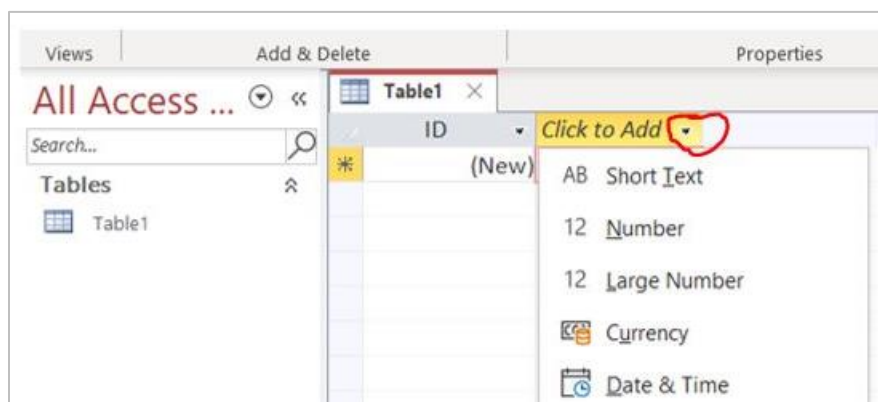 Views Add & Delete Properties
All Access ...
Table1
ID Click to Add
Search...
(New)
AB Short Text
Tables
Table1
12 Number
12 Large Number
Currency
Date & Time